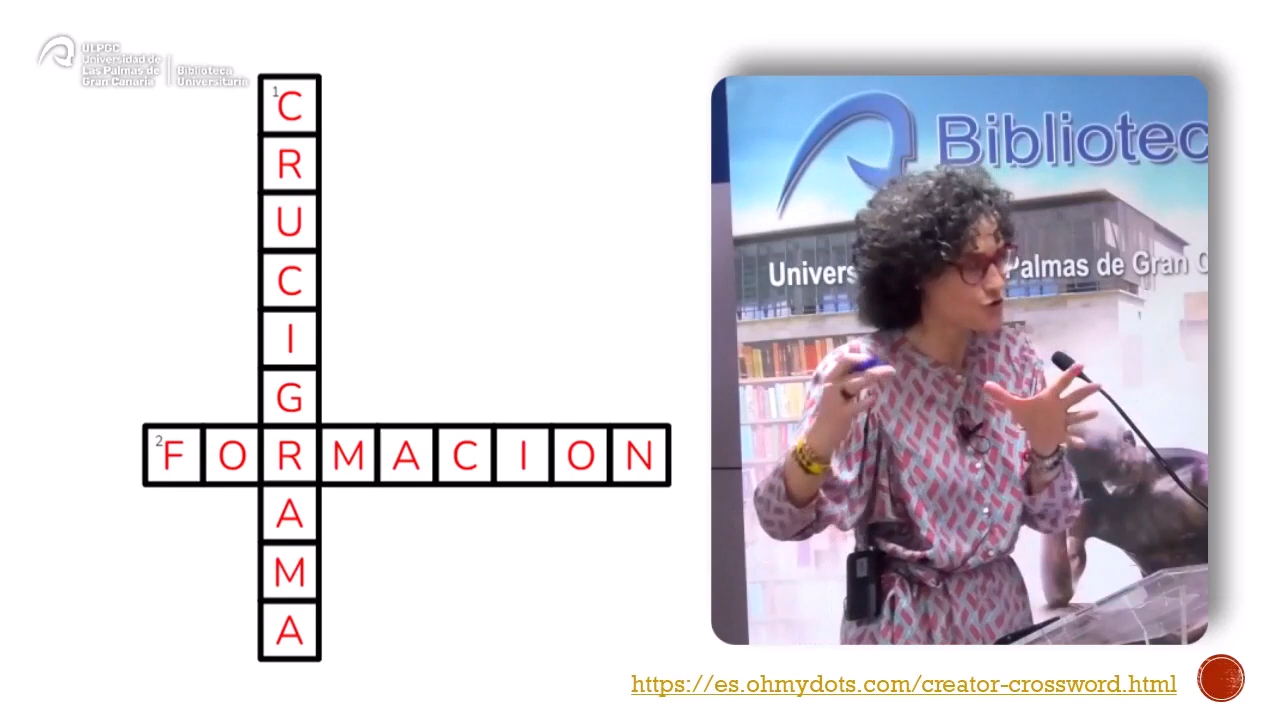 ULPGC
Universidad de
Las Palmas de
Gran Canaria
Biblioteca
Universitaria
1
C
R
U
C
I
G
2
F O R M A C I O N
A
M
A
Bibliotec
Univers Palmas de Gran C
https://es.ohmydots.com/creator-crossword.html